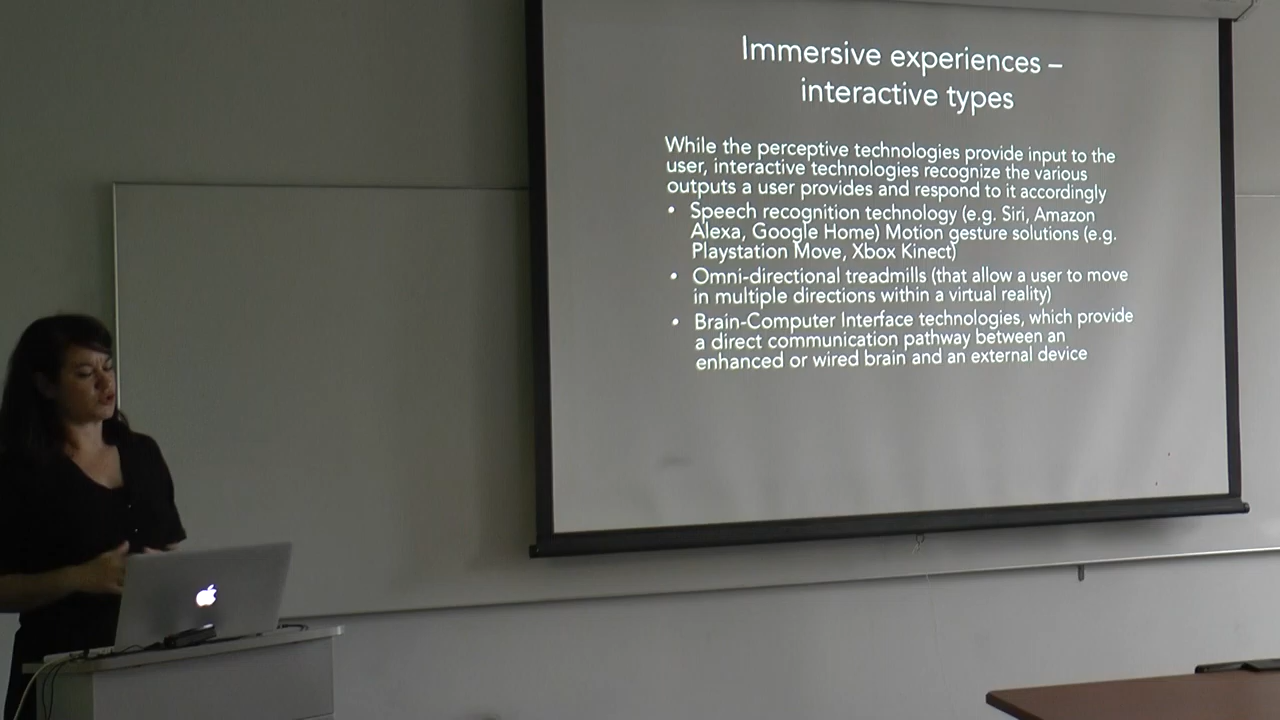 Immersive experiences –
interactive types
While the perceptive technologies provide input to the
user, interactive technologies recognize the various
outputs a user provides and respond to it accordingly
• Speech recognition technology (e.g. Siri, Amazon
Alexa, Google Home) Motion gesture solutions (e.g.
Playstation Move, Xbox Kinect)
• Omni-directional treadmills (that allow a user to move
in multiple directions within a virtual reality)
• Brain-Computer Interface technologies, which provide
a direct communication pathway between an
enhanced or wired brain and an external device